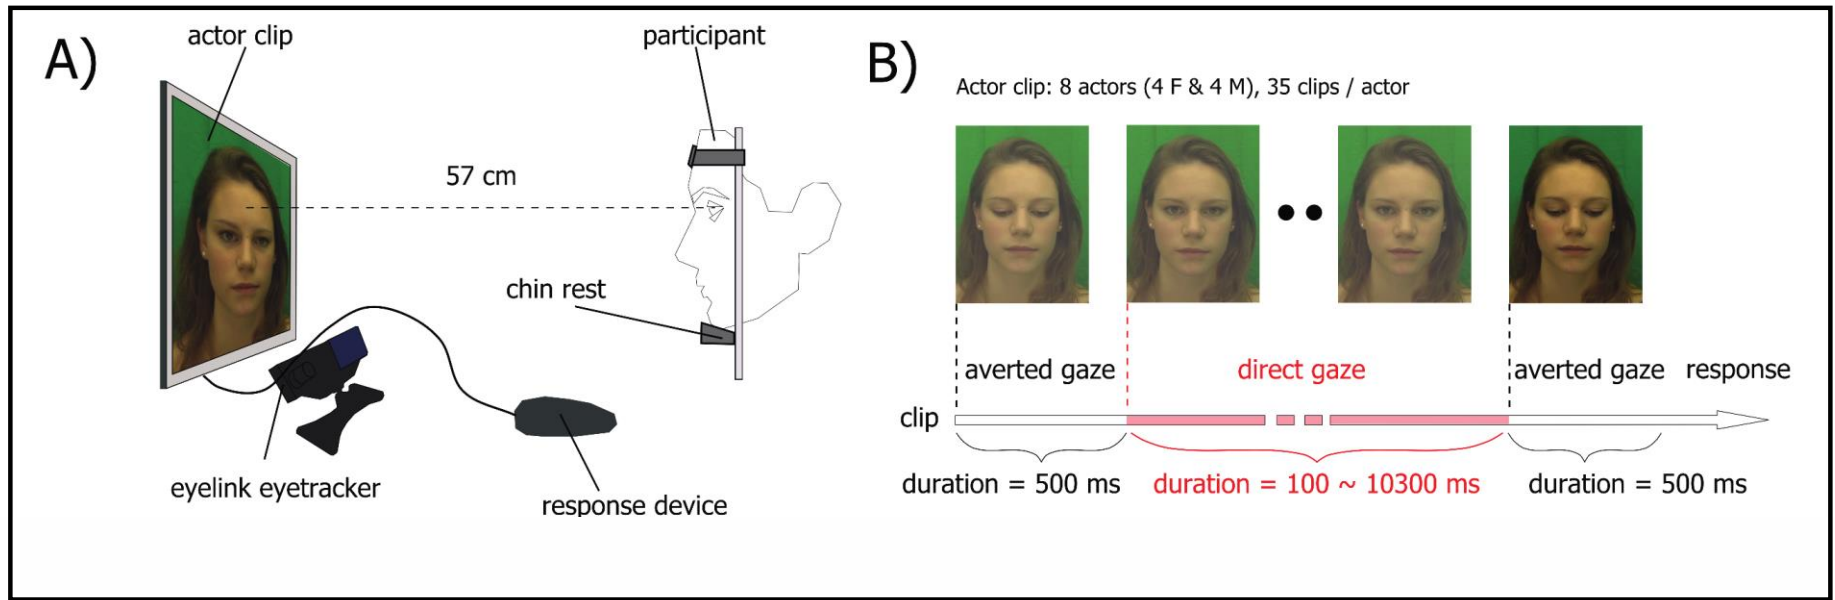 A)
actor clip
participant
57 cm
chin rest
eyelink eyetracker
response device
B)
Actor clip: 8 actors (4 F & 4 M), 35 clips / actor
averted gaze
direct gaze
averted gaze
response
clip
duration = 500 ms
duration = 100 ~ 10300 ms
duration = 500 ms